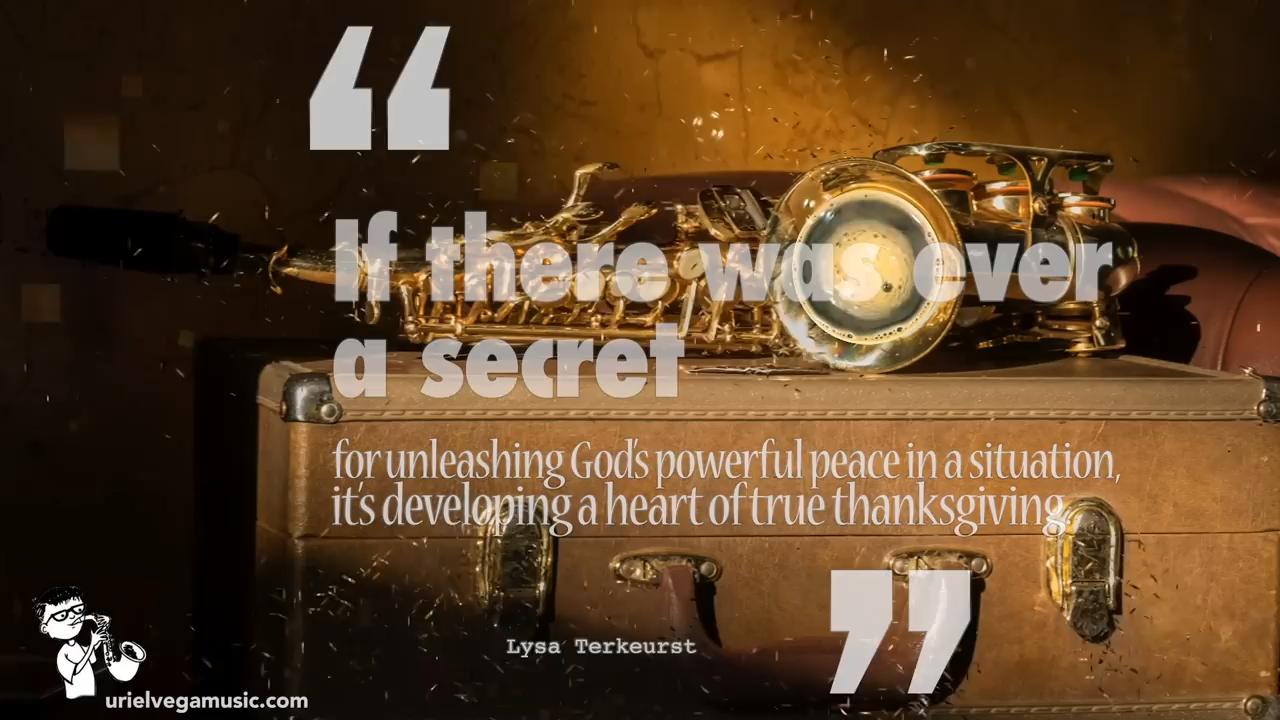 “
If there was ever
a secret
for unleashing God's powerful peace in a situation,
it's developing a heart of true thanksgiving.
”
Lysa Terkeurst
urielvegamusic.com